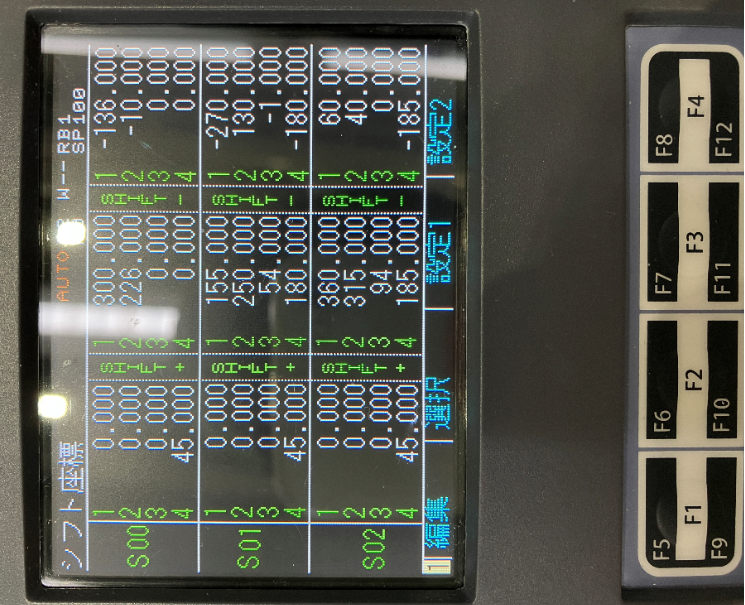 シフト座標 AUTO W--RB1
SP100
S00 1 0.000 SHIFT+ 1 300.000 SHIFT- 1 -136.000
2 0.000 2 226.000 2 -10.000
3 0.000 3 0.000 3 0.000
4 45.000 4 0.000 4 0.000
S01 1 0.000 SHIFT+ 1 155.000 SHIFT- 1 -270.000
2 0.000 2 250.000 2 130.000
3 0.000 3 54.000 3 -1.000
4 45.000 4 180.000 4 -180.000
S02 1 0.000 SHIFT+ 1 360.000 SHIFT- 1 60.000
2 0.000 2 315.000 2 40.000
3 0.000 3 94.000 3 0.000
4 45.000 4 185.000 4 -185.000
1 編集 選択 設定1 設定2
F5 F6 F7 F8
F1 F2 F3 F4
F9 F10 F11 F12